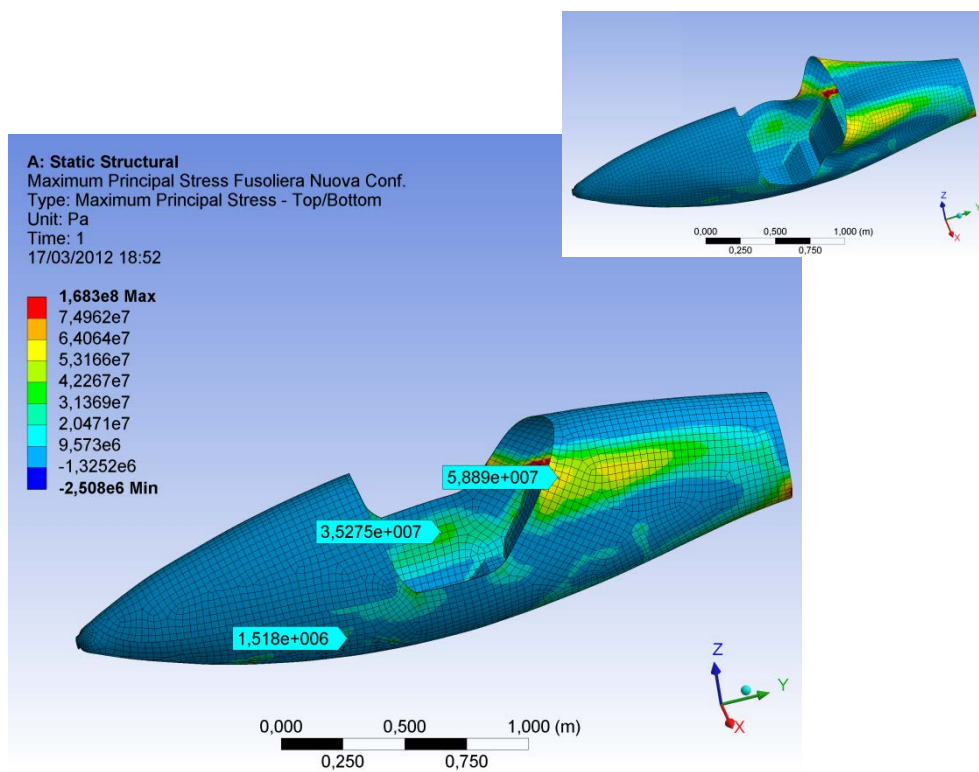 Z
Y
X
0,000 0,500 1,000 (m)
0,250 0,750
A: Static Structural
Maximum Principal Stress Fusoliera Nuova Conf.
Type: Maximum Principal Stress - Top/Bottom
Unit: Pa
Time: 1
17/03/2012 18:52
1,683e8 Max
7,4962e7
6,4064e7
5,3166e7
4,2267e7
3,1369e7
2,0471e7
9,573e6
-1,3252e6
-2,508e6 Min
5,889e+007
3,5275e+007
1,518e+006
Z
Y
X
0,000 0,500 1,000 (m)
0,250 0,750